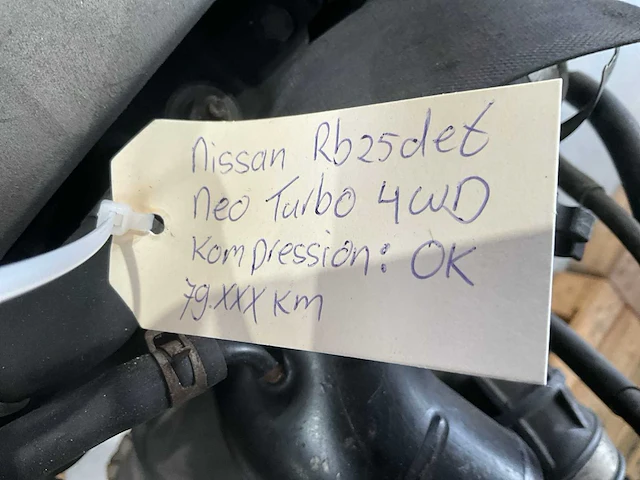 Nissan Rb25det
Neo Turbo 4WD
Kompression: OK
79.XXX Km